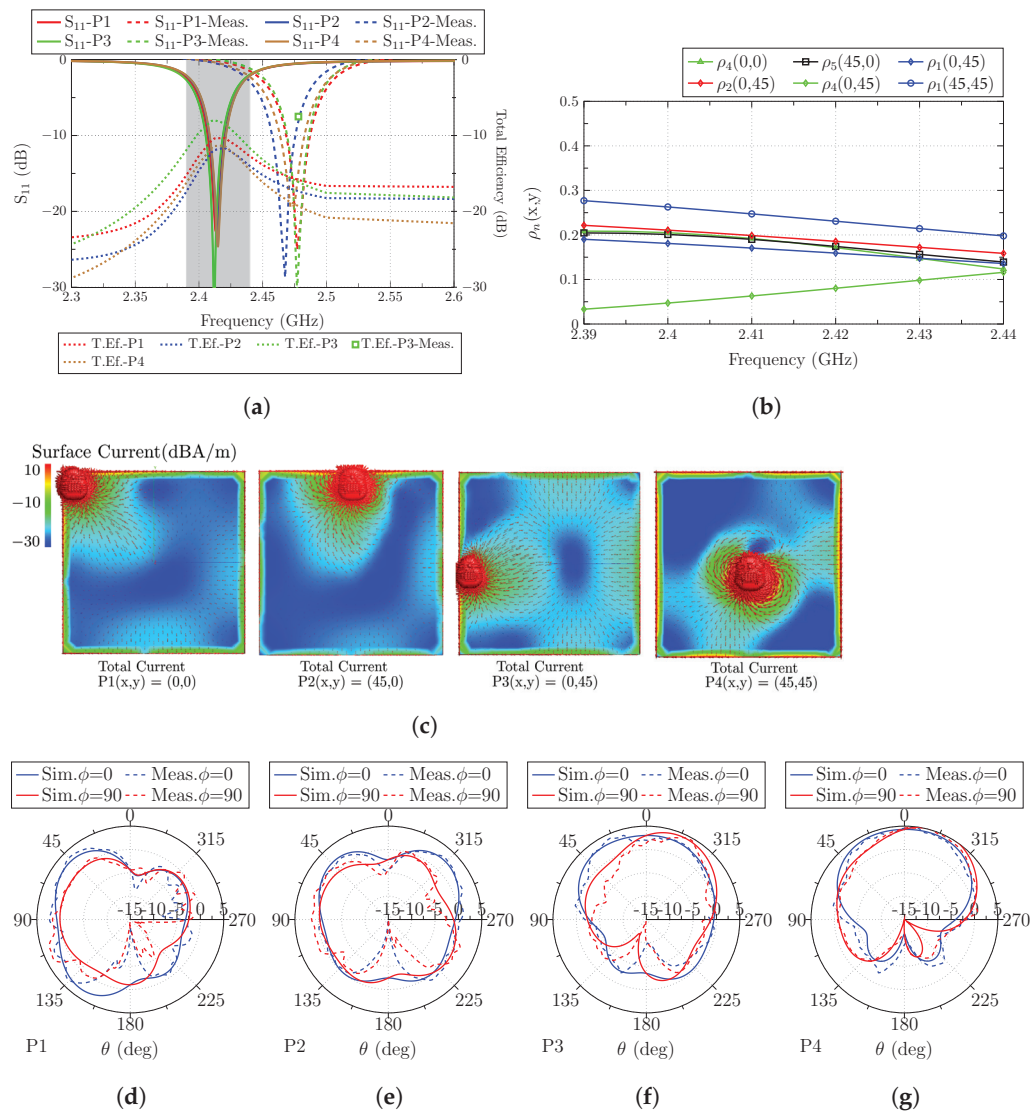 S₁₁-P1 S₁₁-P1-Meas. S₁₁-P2 S₁₁-P2-Meas.
S₁₁-P3 S₁₁-P3-Meas. S₁₁-P4 S₁₁-P4-Meas.
S₁₁ (dB)
0
−10
−20
−30
2.3 2.35 2.4 2.45 2.5 2.55 2.6
Frequency (GHz)
0
−10
−20
−30
Total Efficiency (dB)
T.Ef.-P1 T.Ef.-P2 T.Ef.-P3 T.Ef.-P3-Meas.
T.Ef.-P4
(a)
ρ₄(0,0) ρ₅(45,0) ρ₁(0,45)
ρ₂(0,45) ρ₄(0,45) ρ₁(45,45)
ρₙ(x,y)
0.5
0.4
0.3
0.2
0.1
0
2.39 2.4 2.41 2.42 2.43 2.44
Frequency (GHz)
(b)
Surface Current(dBA/m)
10
−10
−30
Total Current
P1(x,y) = (0,0)
Total Current
P2(x,y) = (45,0)
Total Current
P3(x,y) = (0,45)
Total Current
P4(x,y) = (45,45)
(c)
Sim.ϕ=0 Meas.ϕ=0
Sim.ϕ=90 Meas.ϕ=90
0
45 315
90 -15-10-5 0 5 270
135 225
180
P1 θ (deg)
(d)
Sim.ϕ=0 Meas.ϕ=0
Sim.ϕ=90 Meas.ϕ=90
0
45 315
90 -15-10-5 0 5 270
135 225
180
P2 θ (deg)
(e)
Sim.ϕ=0 Meas.ϕ=0
Sim.ϕ=90 Meas.ϕ=90
0
45 315
90 -15-10-5 0 5 270
135 225
180
P3 θ (deg)
(f)
Sim.ϕ=0 Meas.ϕ=0
Sim.ϕ=90 Meas.ϕ=90
0
45 315
90 -15-10-5 0 5 270
135 225
180
P4 θ (deg)
(g)